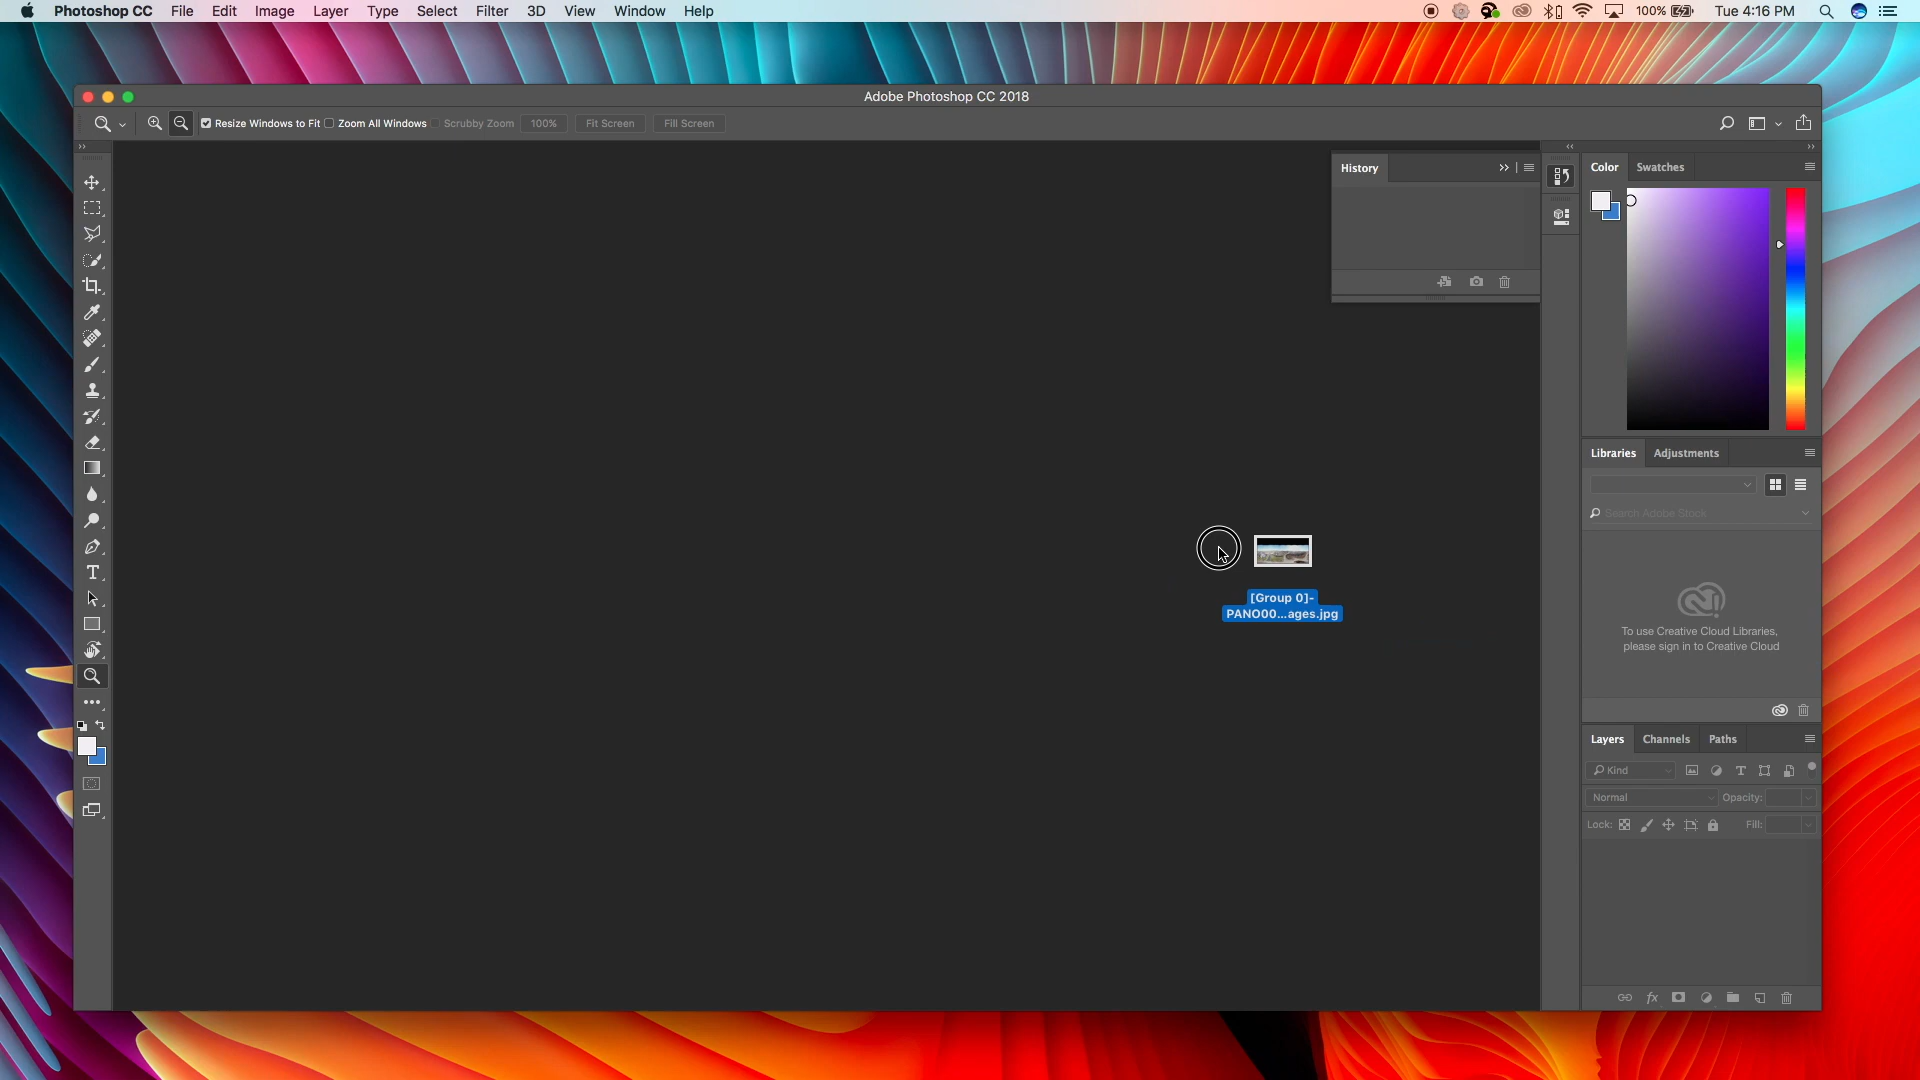 Photoshop CC File Edit Image Layer Type Select Filter 3D View Window Help 100% Tue 4:16 PM
Adobe Photoshop CC 2018
Resize Windows to Fit Zoom All Windows Scrubby Zoom 100% Fit Screen Fill Screen
History
Color Swatches
Libraries Adjustments
Search Adobe Stock
[Group 0]-
PANO00...ages.jpg
To use Creative Cloud Libraries,
please sign in to Creative Cloud
Layers Channels Paths
Kind
Normal Opacity:
Lock: Fill: